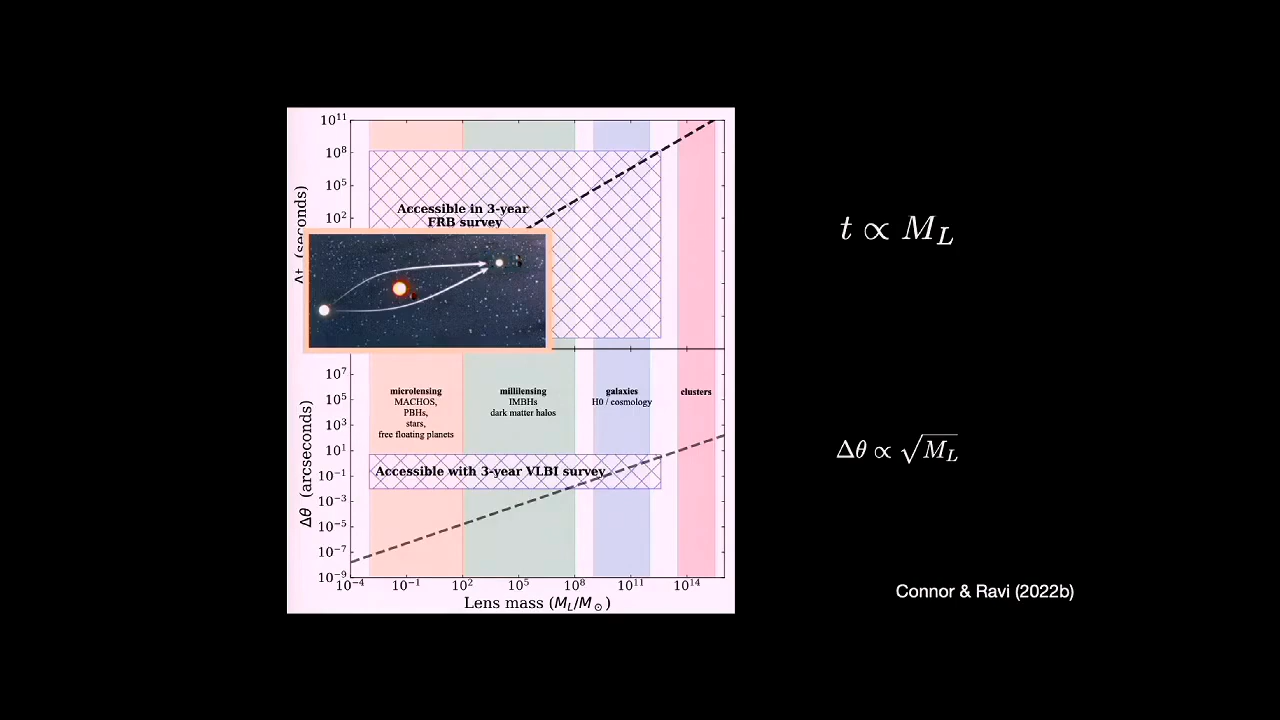 10¹¹
10⁸
10⁵
10²
(seconds)
Accessible in 3-year
FRB survey
t ∝ M_L
10⁷
10⁵
10³
10¹
10⁻¹
10⁻³
10⁻⁵
10⁻⁷
10⁻⁹
Δθ (arcseconds)
microlensing
MACHOS,
PBHs,
stars,
free floating planets
millilensing
IMBHs
dark matter halos
galaxies
H0 / cosmology
clusters
Accessible with 3-year VLBI survey
Δθ ∝ √M_L
10⁻⁴ 10⁻¹ 10² 10⁵ 10⁸ 10¹¹ 10¹⁴
Lens mass (M_L/M_⊙)
Connor & Ravi (2022b)